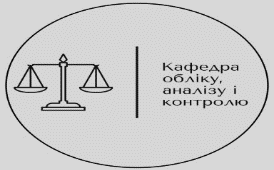 Кафедра
обліку,
аналізу і
контролю